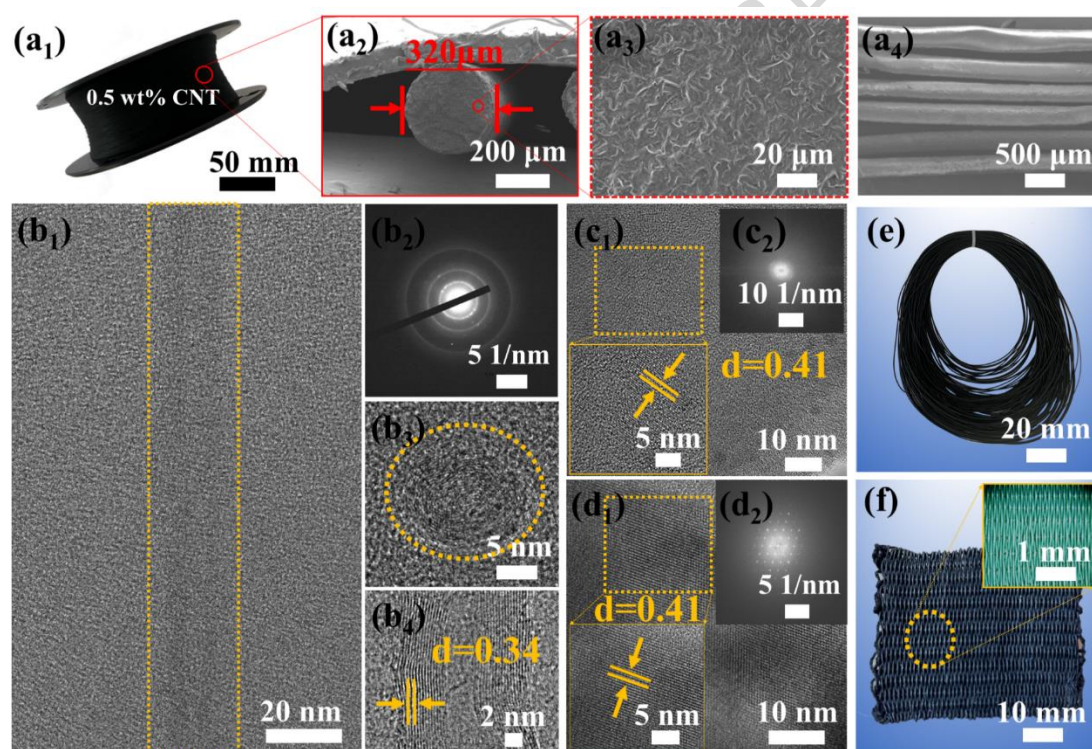 (a1)
0.5 wt% CNT
50 mm
(a2)
320μm
200 μm
(a3)
20 μm
(a4)
500 μm
(b1)
20 nm
(b2)
5 1/nm
(b3)
5 nm
(b4)
d=0.34
2 nm
(c1)
(c2)
10 1/nm
d=0.41
5 nm
10 nm
(d1)
(d2)
5 1/nm
d=0.41
5 nm
10 nm
(e)
20 mm
(f)
1 mm
10 mm